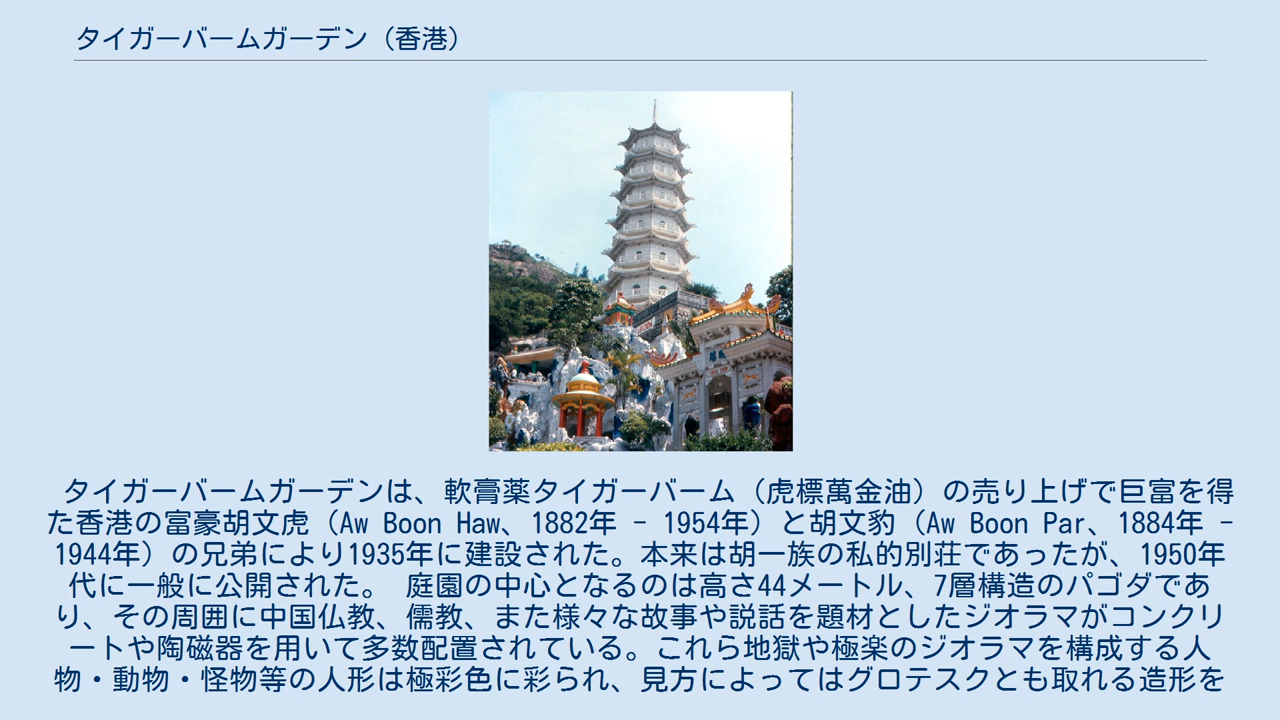 タイガーバームガーデン（香港）
タイガーバームガーデンは、軟膏薬タイガーバーム（虎標萬金油）の売り上げで巨富を得
た香港の富豪胡文虎（Aw Boon Haw、1882年 – 1954年）と胡文豹（Aw Boon Par、1884年 –
1944年）の兄弟により1935年に建設された。本来は胡一族の私的別荘であったが、1950年
代に一般に公開された。 庭園の中心となるのは高さ44メートル、7層構造のパゴダであ
り、その周囲に中国仏教、儒教、また様々な故事や説話を題材としたジオラマがコンクリ
ートや陶磁器を用いて多数配置されている。これら地獄や極楽のジオラマを構成する人
物・動物・怪物等の人形は極彩色に彩られ、見方によってはグロテスクとも取れる造形を